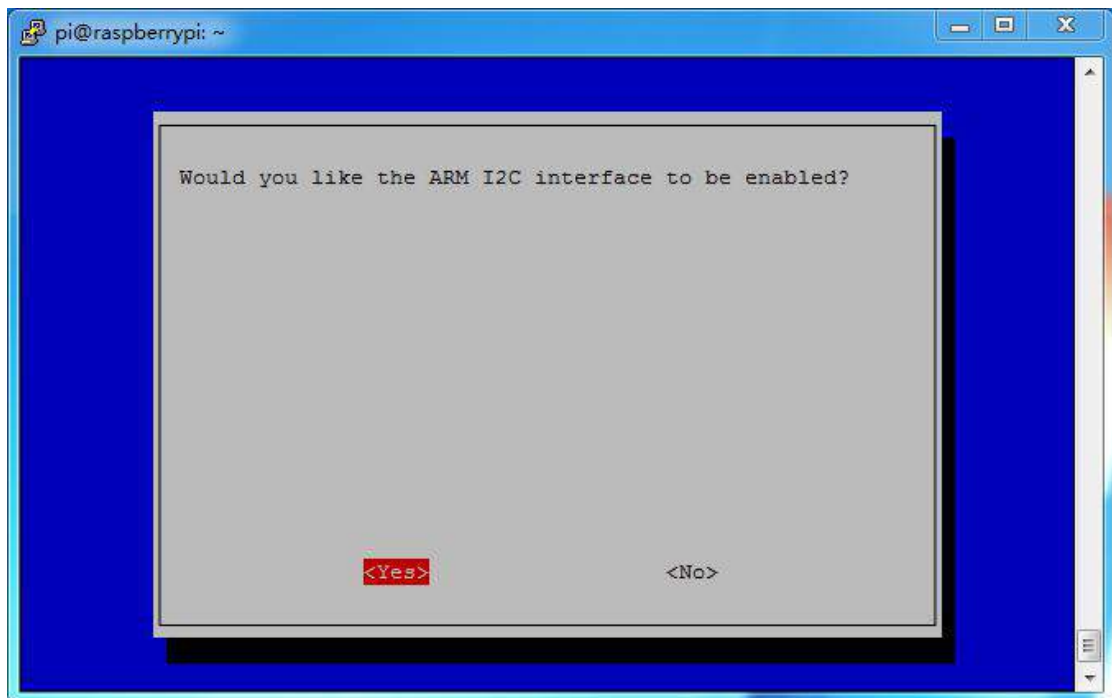 pi@raspberrypi: ~
Would you like the ARM I2C interface to be enabled?
<Yes> <No>